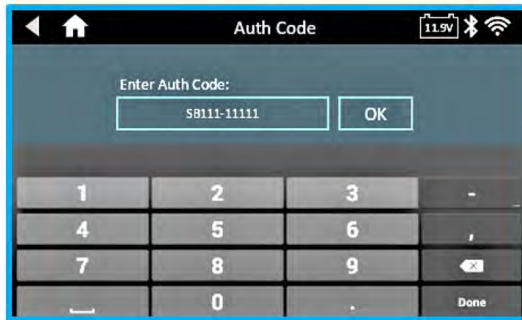 Auth Code 11.9V
Enter Auth Code:
SB111-11111 OK
1 2 3 -
4 5 6 ,
7 8 9
0 . Done